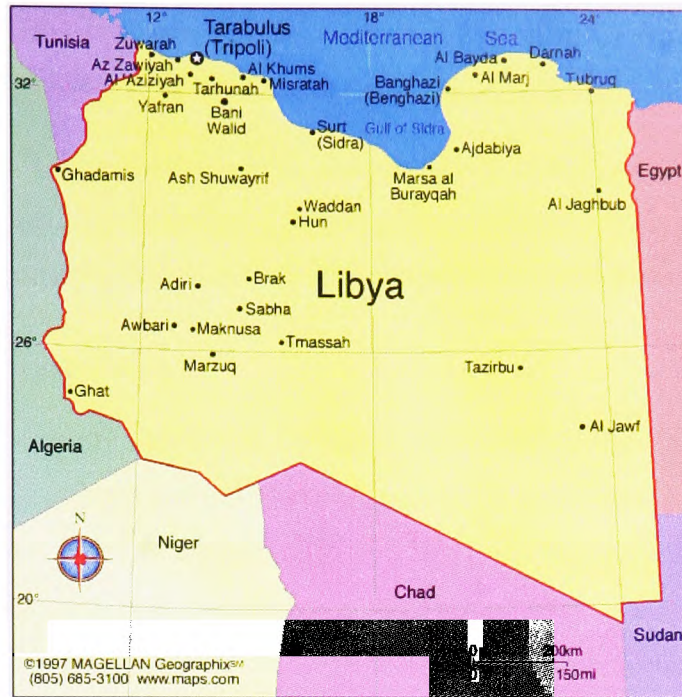 12°
18°
24°
Tunisia
Zuwarah
Tarabulus
(Tripoli)
Mediterranean Sea
Az Zawiyah
Al Aziziyah
Al Khums
Tarhunah
Misratah
Al Bayda
Darnah
Al Marj
Banghazi
(Benghazi)
Tubruq
32°
Yafran
Bani
Walid
Surt
(Sidra)
Gulf of Sidra
Ajdabiya
Ghadamis
Ash Shuwayrif
Marsa al
Burayqah
Egypt
Al Jaghbub
Waddan
Hun
Adiri
Brak
Libya
Sabha
Awbari
Maknusa
Tmassah
26°
Marzuq
Tazirbu
Ghat
Al Jawf
Algeria
N
Niger
Chad
20°
Sudan
200km
150mi
©1997 MAGELLAN Geographix℠
(805) 685-3100 www.maps.com